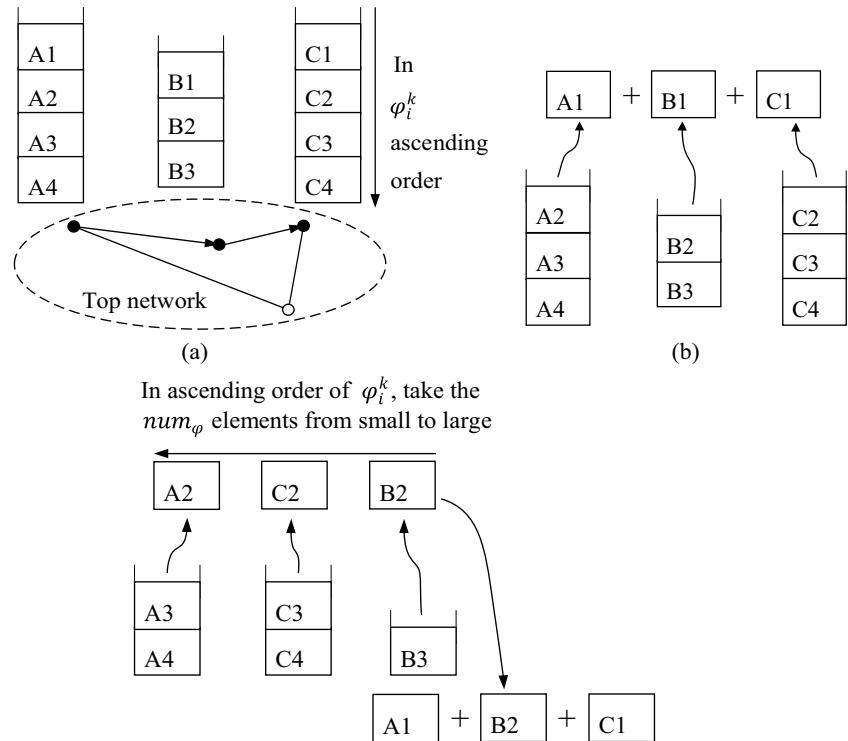 A1
A2
A3
A4
B1
B2
B3
C1
C2
C3
C4
In
φ_i^k
ascending
order
Top network
(a)
A1 + B1 + C1
A2
A3
A4
B2
B3
C2
C3
C4
(b)
In ascending order of φ_i^k, take the
num_φ elements from small to large
A2 C2 B2
A3
A4
C3
C4
B3
A1 + B2 + C1